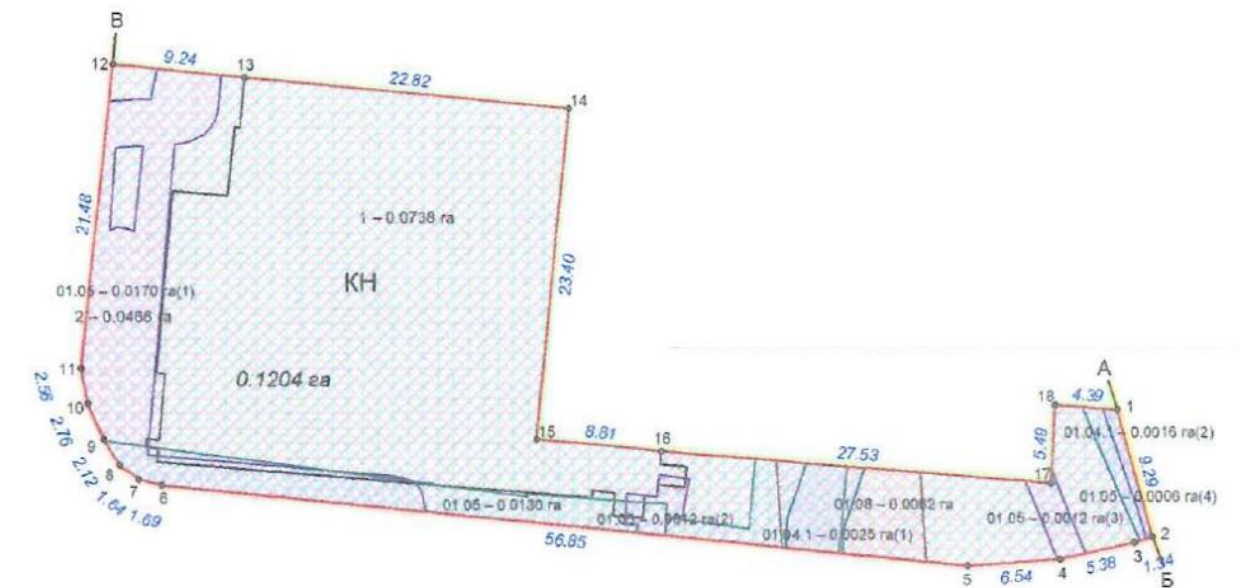 В
12
9.24
13
22.82
14
1 – 0.0738 га
21.48
КН
23.40
01.05 – 0.0170 га(1)
2 – 0.0466 га
11
0.1204 га
2.56
10
2.76
9
2.12
8
1.64
7
1.69
6
15
8.81
16
27.53
А
18
4.39
1
01.04.1 – 0.0016 га(2)
5.49
9.29
17
01.05 – 0.0006 га(4)
01.05 – 0.0130 га
01.08 – 0.0062 га
01.05 – 0.0012 га(3)
01.04.1 – 0.0025 га(1)
56.85
2
3
1.34
5.38
4
6.54
5
Б